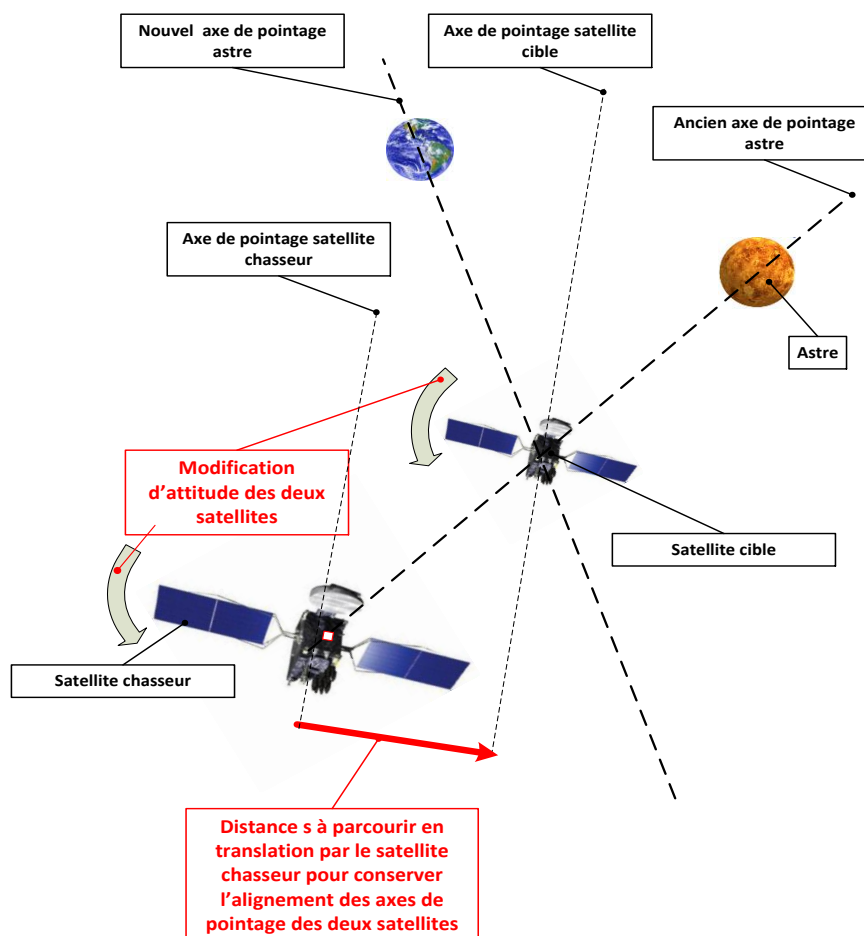 Nouvel axe de pointage
astre
Axe de pointage satellite
cible
Ancien axe de pointage
astre
Axe de pointage satellite
chasseur
Astre
Modification
d'attitude des deux
satellites
Satellite cible
Satellite chasseur
Distance s à parcourir en
translation par le satellite
chasseur pour conserver
l'alignement des axes de
pointage des deux satellites